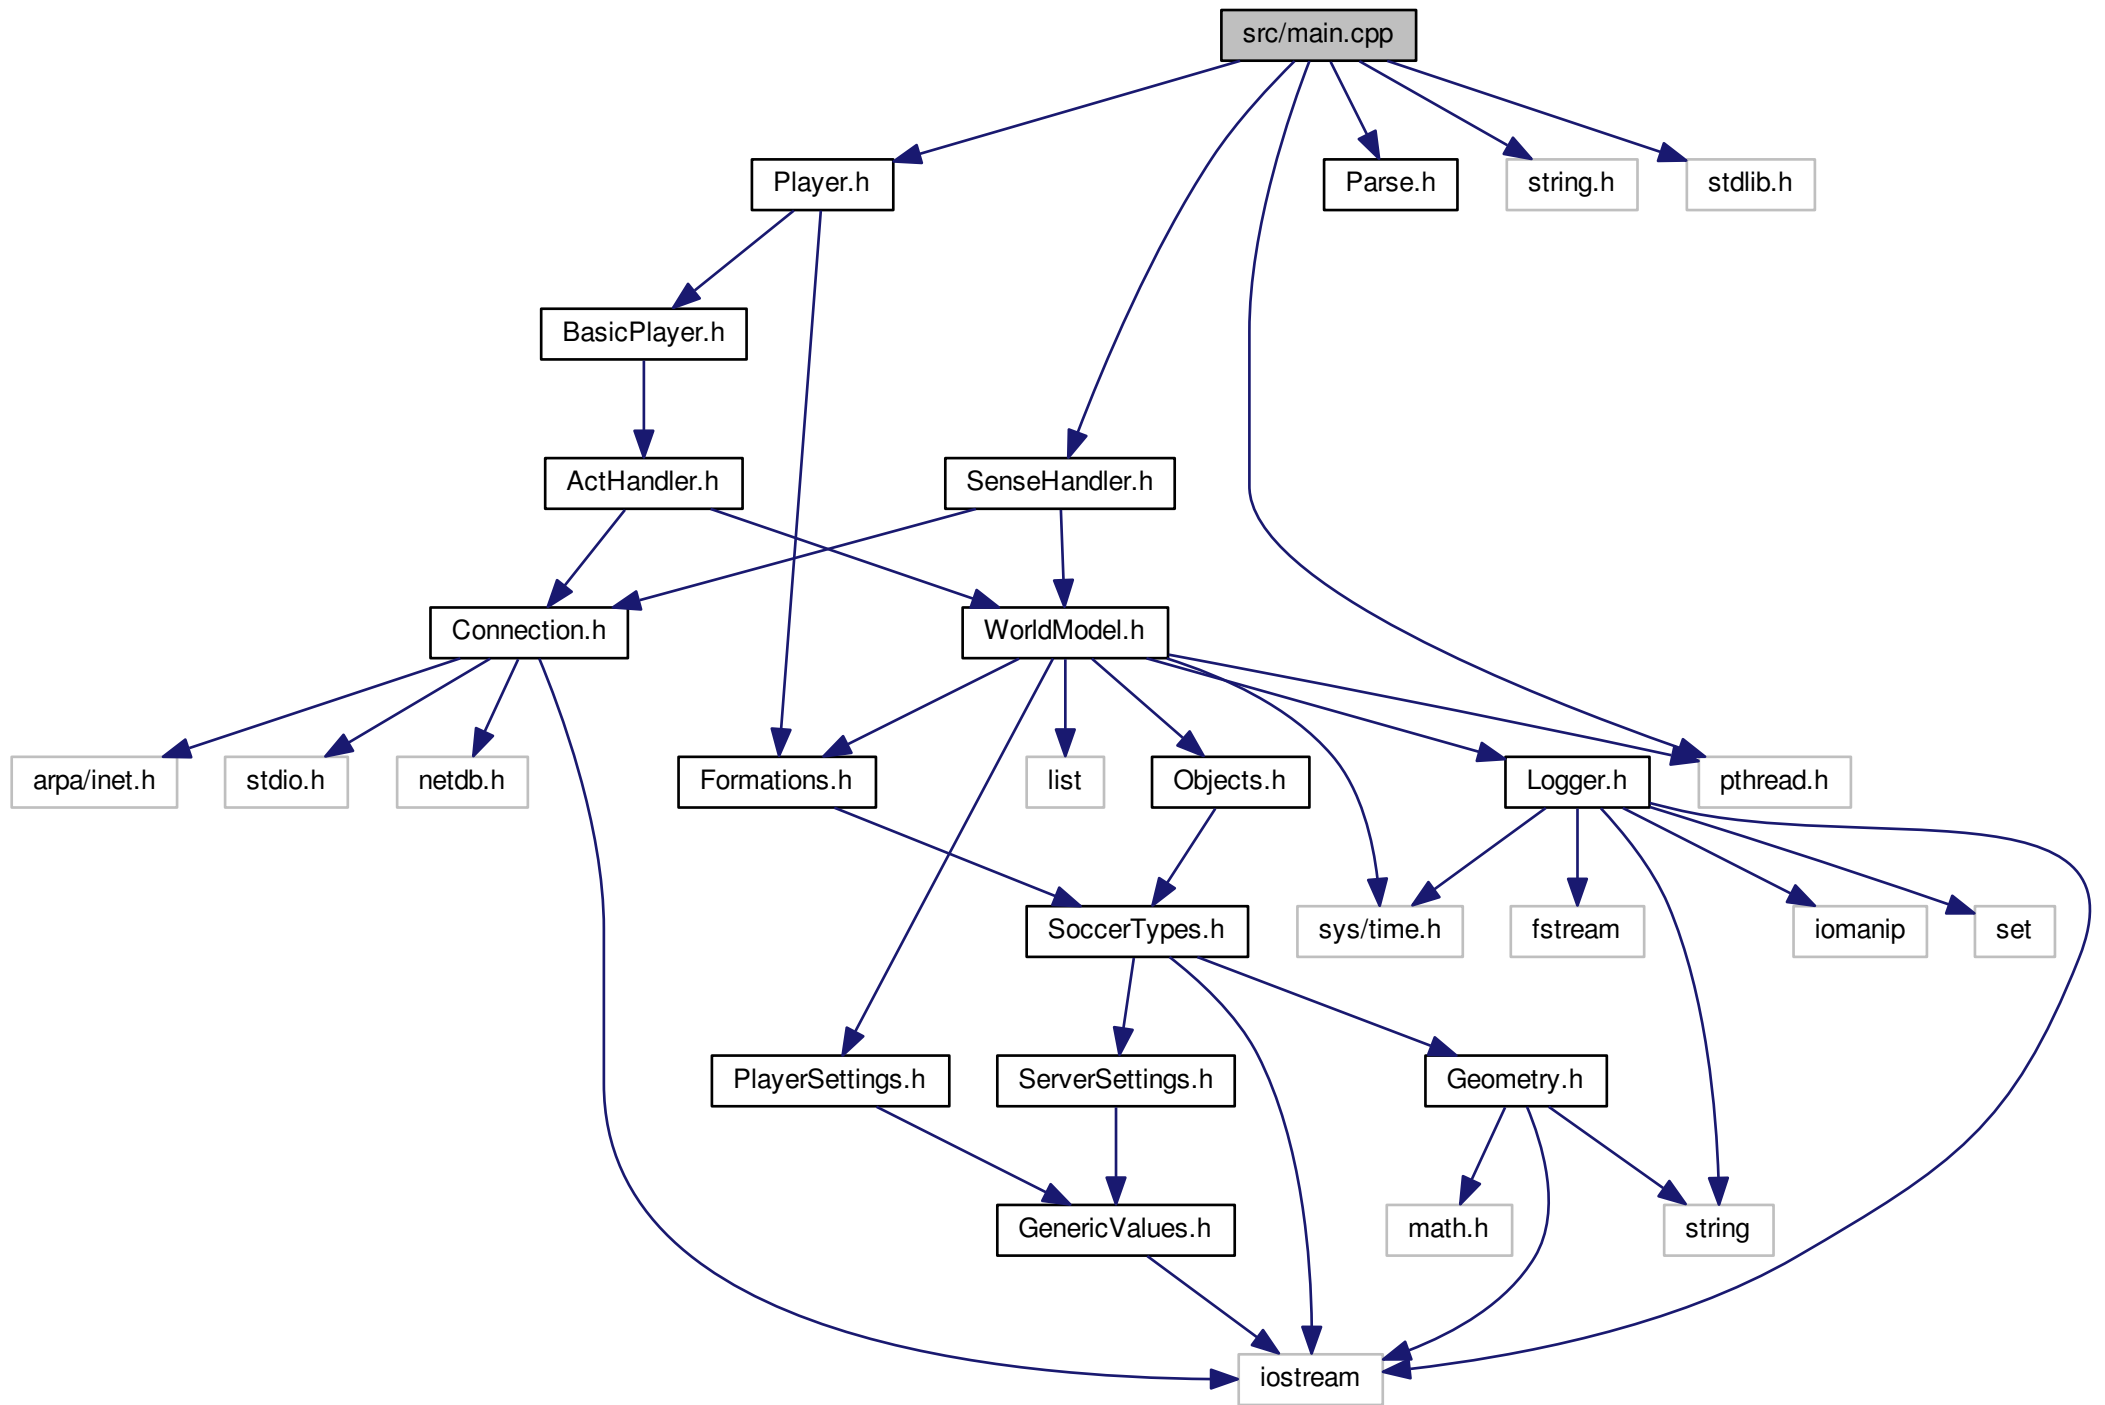 src/main.cpp
Player.h
Parse.h
string.h
stdlib.h
BasicPlayer.h
ActHandler.h
SenseHandler.h
Connection.h
WorldModel.h
arpa/inet.h
stdio.h
netdb.h
Formations.h
list
Objects.h
Logger.h
pthread.h
SoccerTypes.h
sys/time.h
fstream
iomanip
set
PlayerSettings.h
ServerSettings.h
Geometry.h
GenericValues.h
math.h
string
iostream